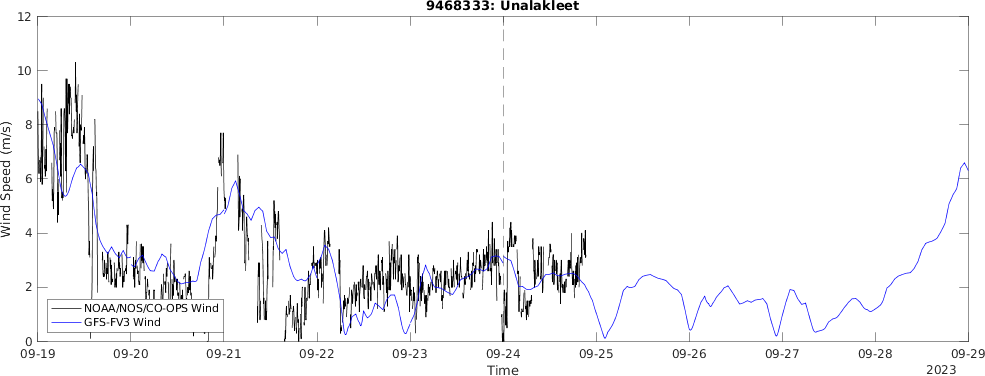 9468333: Unalakleet
Wind Speed (m/s)
12
10
8
6
4
2
0
NOAA/NOS/CO-OPS Wind
GFS-FV3 Wind
09-19 09-20 09-21 09-22 09-23 09-24 09-25 09-26 09-27 09-28 09-29
Time
2023